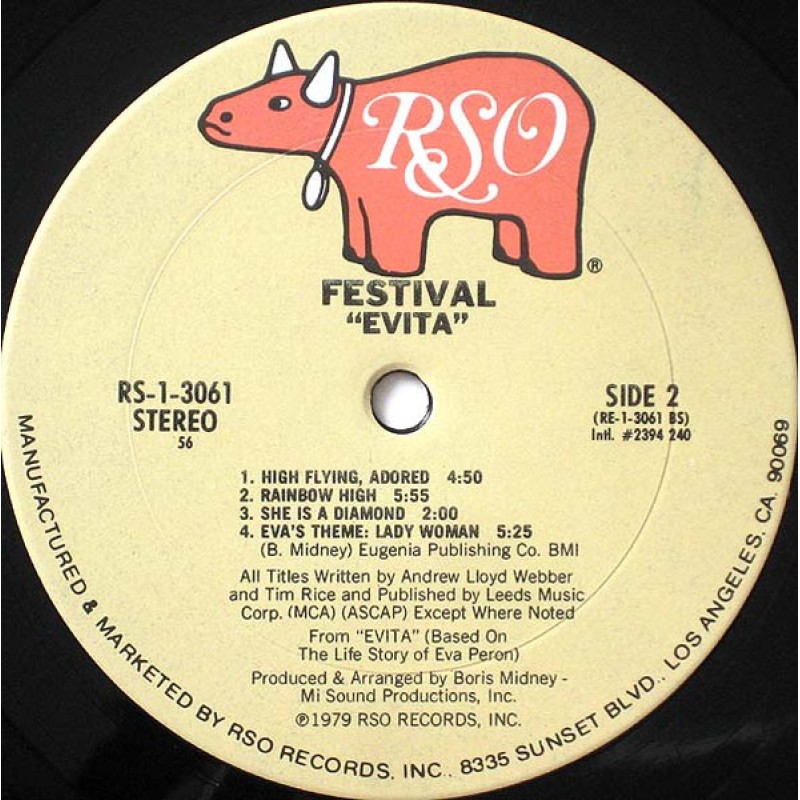 RSO
®
FESTIVAL
"EVITA"
RS-1-3061
STEREO
56
SIDE 2
(RE-1-3061 BS)
Intl. #2394 240
1. HIGH FLYING, ADORED 4:50
2. RAINBOW HIGH 5:55
3. SHE IS A DIAMOND 2:00
4. EVA'S THEME: LADY WOMAN 5:25
(B. Midney) Eugenia Publishing Co. BMI
All Titles Written by Andrew Lloyd Webber
and Tim Rice and Published by Leeds Music
Corp. (MCA) (ASCAP) Except Where Noted
From "EVITA" (Based On
The Life Story of Eva Peron)
Produced & Arranged by Boris Midney -
Mi Sound Productions, Inc.
℗1979 RSO RECORDS, INC.
MANUFACTURED & MARKETED BY RSO RECORDS, INC., 8335 SUNSET BLVD., LOS ANGELES, CA. 90069